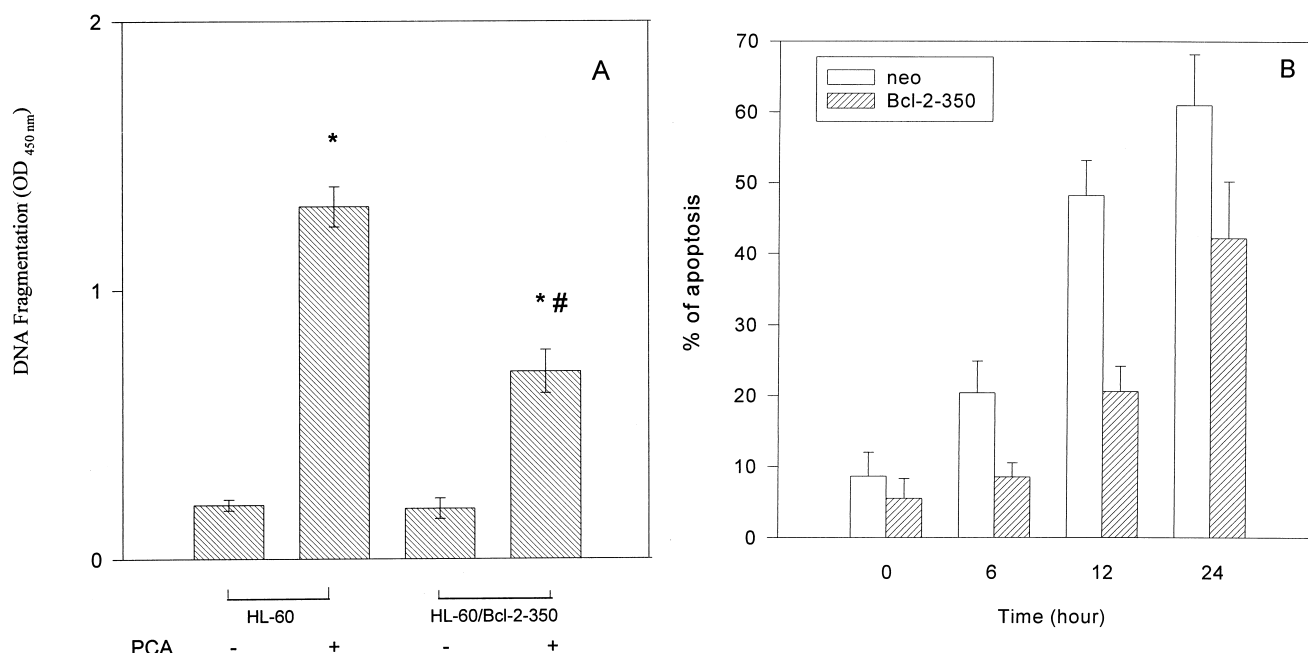 2
1
0
DNA Fragmentation (OD 450 nm)
A
*
* #
HL-60
HL-60/Bcl-2-350
PCA - + - +
70
60
50
40
30
20
10
0
% of apoptosis
neo
Bcl-2-350
B
0 6 12 24
Time (hour)